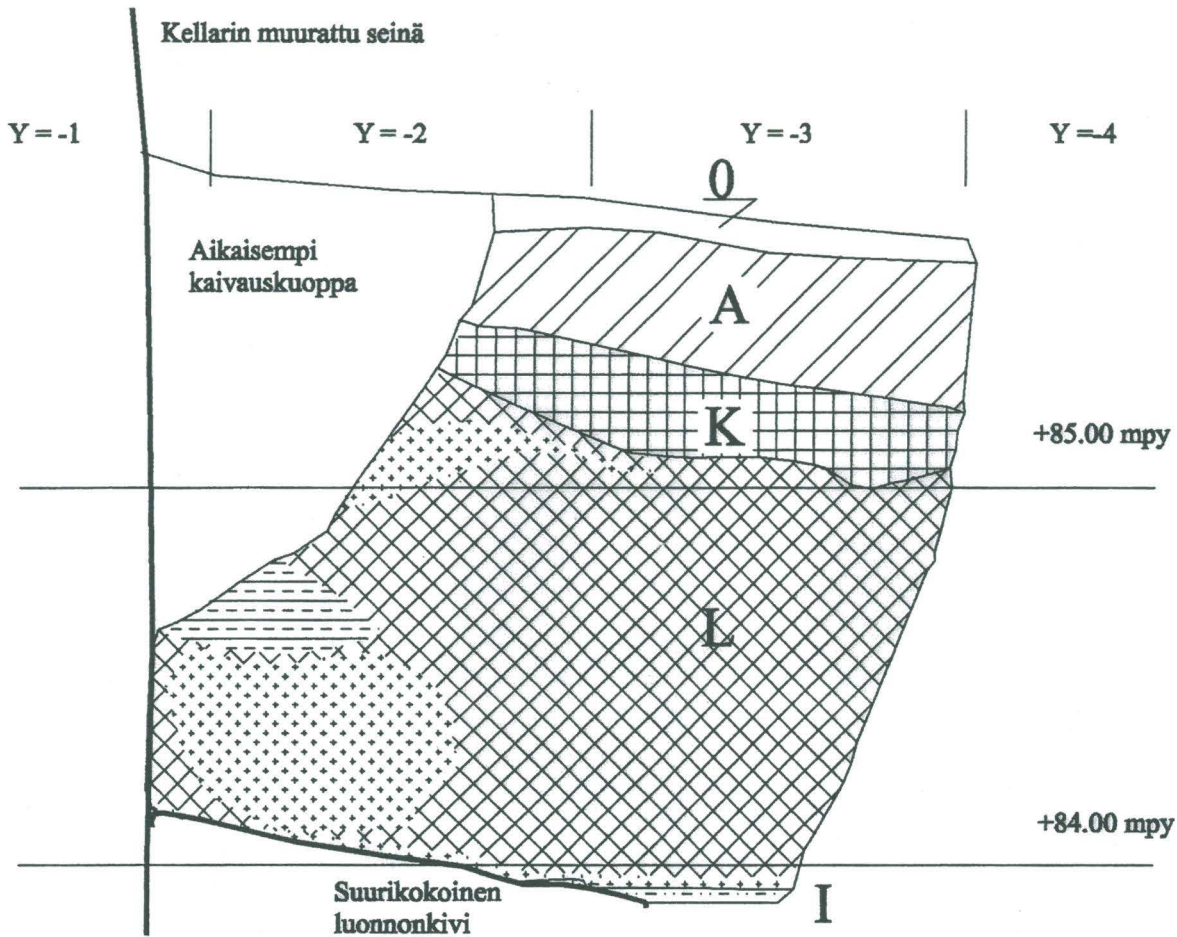 Kellarin muurattu seinä
Y = -1
Y = -2
Y = -3
Y = -4
0
Aikaisempi
kaivauskuoppa
A
K
+85.00 mpy
L
+84.00 mpy
Suurikokoinen
luonnonkivi
I